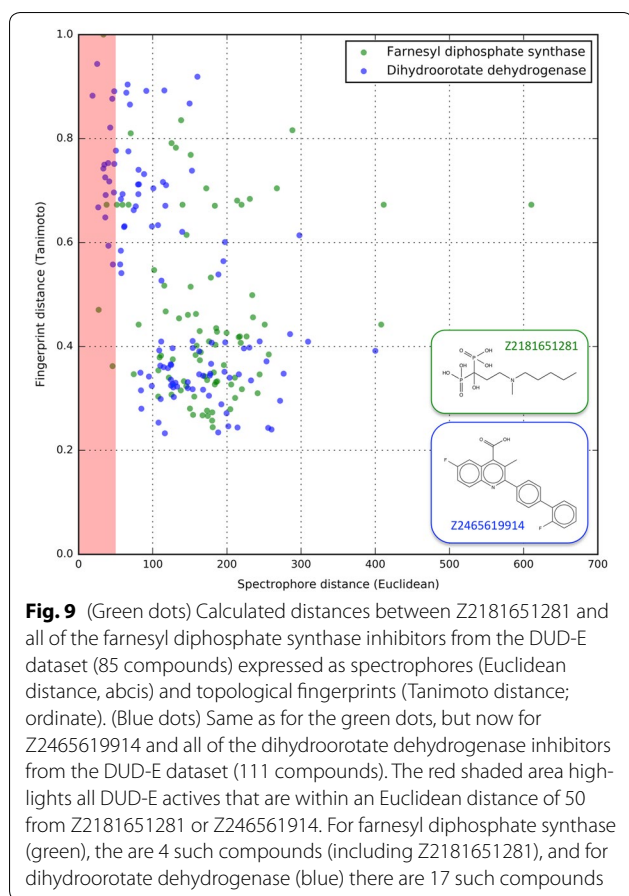 1.0
0.8
0.6
0.4
0.2
0.0
Fingerprint distance (Tanimoto)
Farnesyl diphosphate synthase
Dihydroorotate dehydrogenase
Z2181651281
O
OH
P
OH
OH
HO
P
O
OH
OH
N
Z2465619914
O
OH
F
N
F
0
100
200
300
400
500
600
700
Spectrophore distance (Euclidean)
Fig. 9 (Green dots) Calculated distances between Z2181651281 and
all of the farnesyl diphosphate synthase inhibitors from the DUD-E
dataset (85 compounds) expressed as spectrophores (Euclidean
distance, abcis) and topological fingerprints (Tanimoto distance;
ordinate). (Blue dots) Same as for the green dots, but now for
Z2465619914 and all of the dihydroorotate dehydrogenase inhibitors
from the DUD-E dataset (111 compounds). The red shaded area high-
lights all DUD-E actives that are within an Euclidean distance of 50
from Z2181651281 or Z246561914. For farnesyl diphosphate synthase
(green), the are 4 such compounds (including Z2181651281), and for
dihydroorotate dehydrogenase (blue) there are 17 such compounds